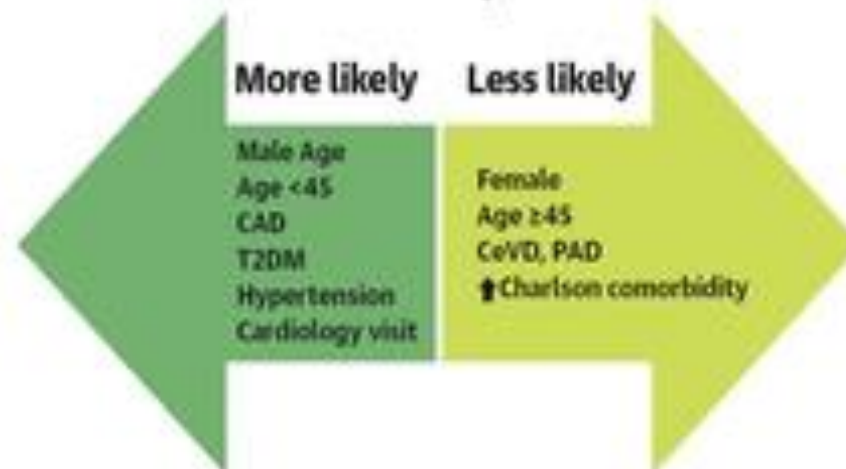 More likely
Male Age
Age <45
CAD
T2DM
Hypertension
Cardiology visit
Less likely
Female
Age ≥45
CeVD, PAD
⬆Charlson comorbidity